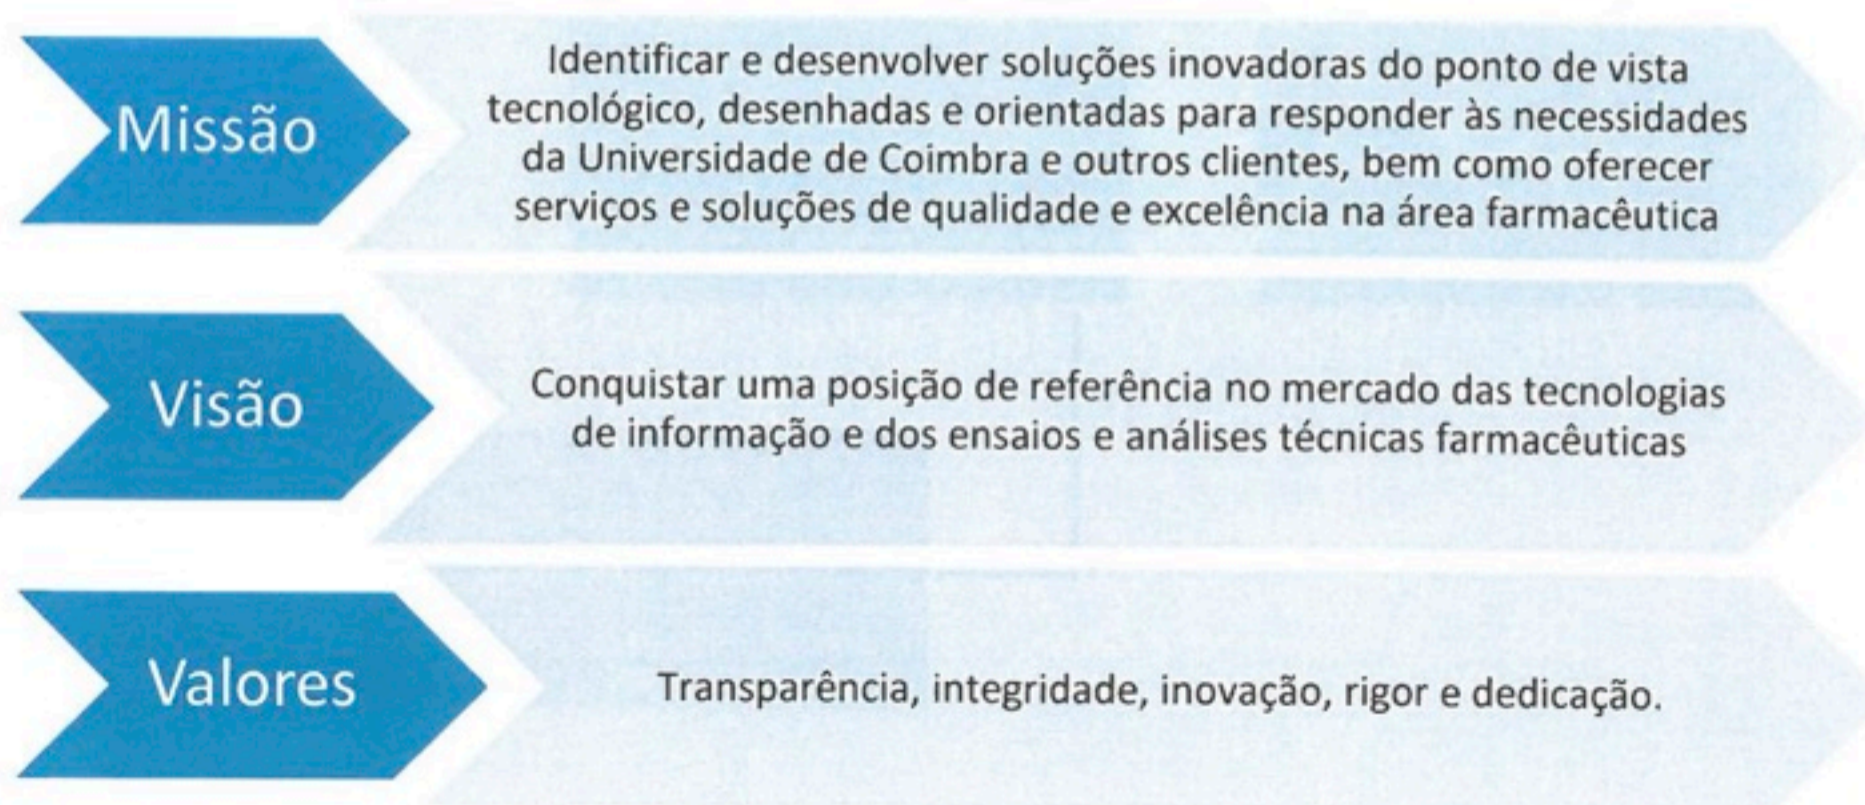 Missão
Identificar e desenvolver soluções inovadoras do ponto de vista
tecnológico, desenhadas e orientadas para responder às necessidades
da Universidade de Coimbra e outros clientes, bem como oferecer
serviços e soluções de qualidade e excelência na área farmacêutica
Visão
Conquistar uma posição de referência no mercado das tecnologias
de informação e dos ensaios e análises técnicas farmacêuticas
Valores
Transparência, integridade, inovação, rigor e dedicação.